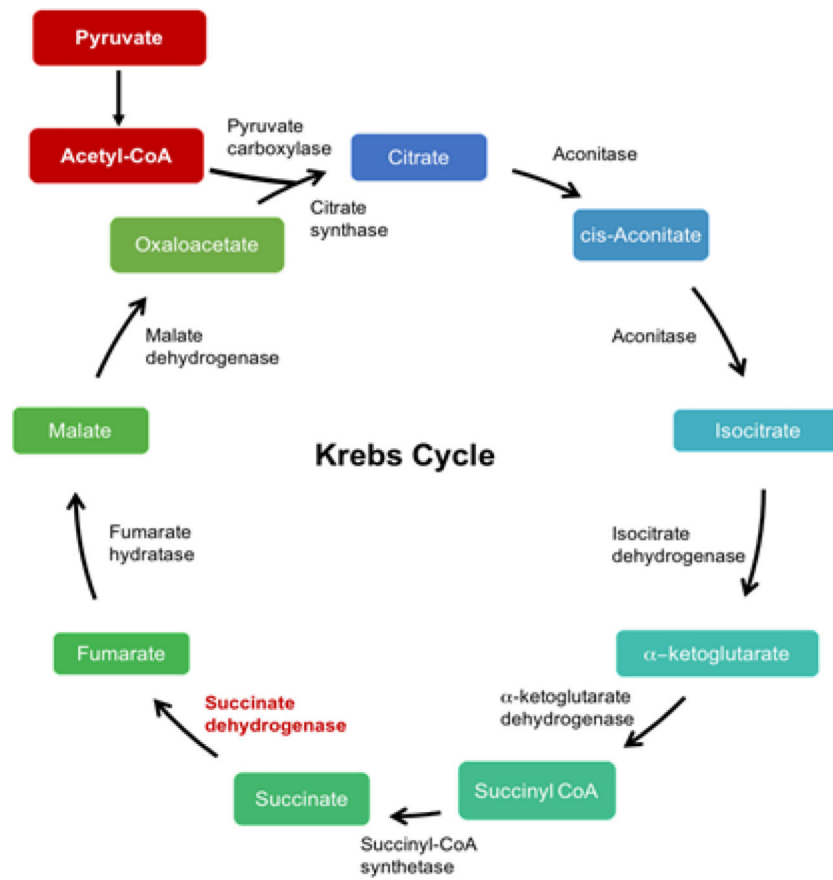 Pyruvate
Acetyl-CoA
Pyruvate
carboxylase
Citrate
Aconitase
Citrate
synthase
Oxaloacetate
cis-Aconitate
Malate
dehydrogenase
Aconitase
Malate
Krebs Cycle
Isocitrate
Fumarate
hydratase
Isocitrate
dehydrogenase
Fumarate
α−ketoglutarate
Succinate
dehydrogenase
α-ketoglutarate
dehydrogenase
Succinate
Succinyl CoA
Succinyl-CoA
synthetase